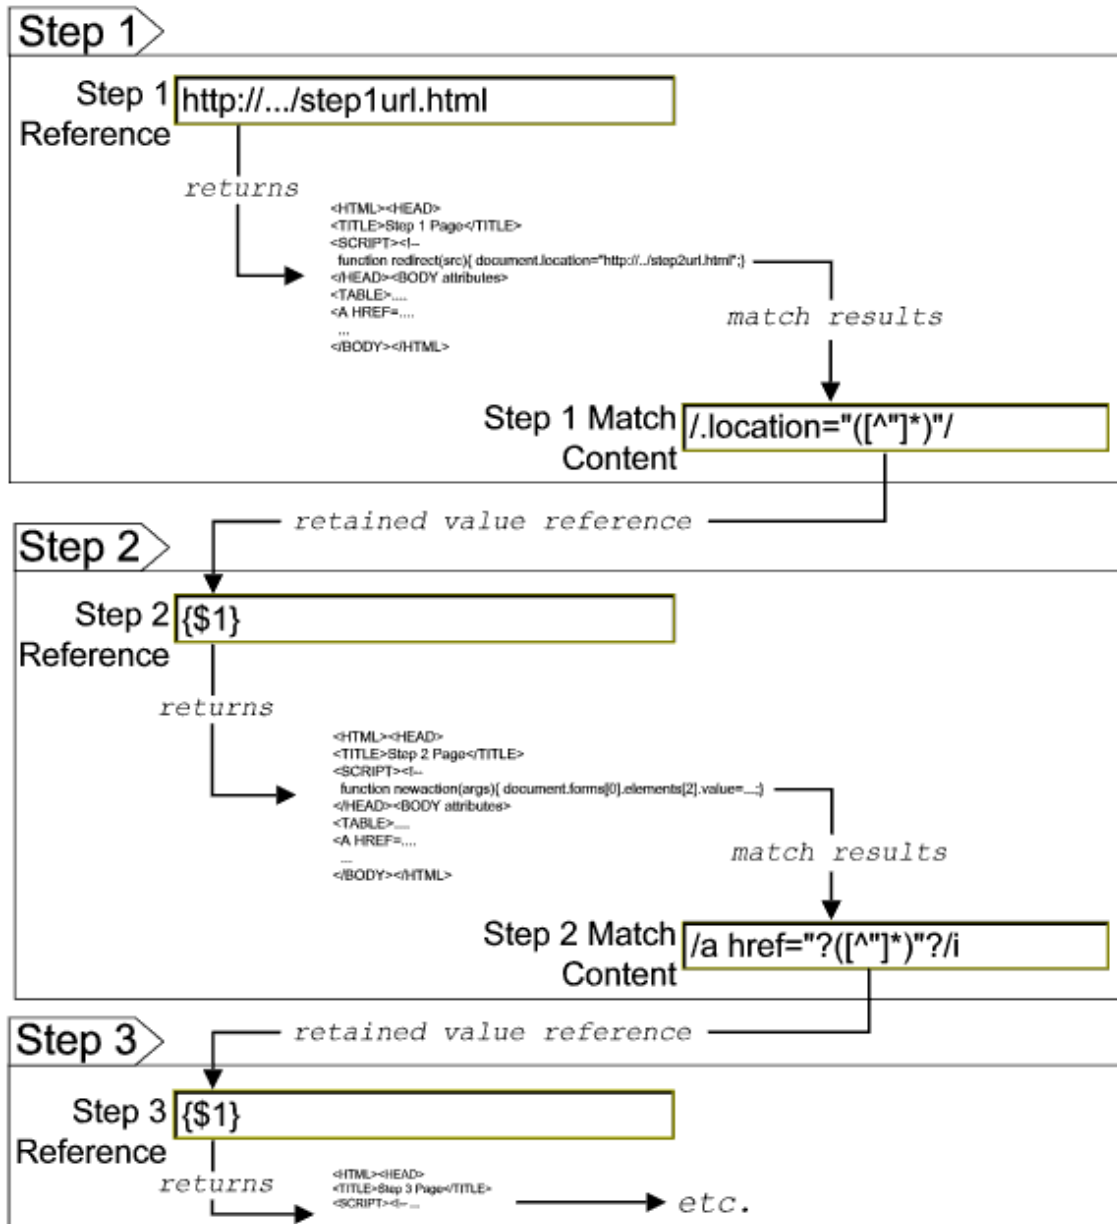 Step 1
Step 1
Reference
http://.../step1url.html
returns
<HTML><HEAD>
<TITLE>Step 1 Page</TITLE>
<SCRIPT><!--
function redirect(src){ document.location="http://../step2url.html";}
</HEAD><BODY attributes>
<TABLE>....
<A HREF=....
...
</BODY></HTML>
match results
Step 1 Match
Content
/.location="([^"]*)"/
retained value reference
Step 2
Step 2
Reference
{$1}
returns
<HTML><HEAD>
<TITLE>Step 2 Page</TITLE>
<SCRIPT><!--
function newaction(args){ document.forms[0].elements[2].value=...;}
</HEAD><BODY attributes>
<TABLE>....
<A HREF=....
...
</BODY></HTML>
match results
Step 2 Match
Content
/a href="?([^"]*)"?/i
retained value reference
Step 3
Step 3
Reference
{$1}
returns
<HTML><HEAD>
<TITLE>Step 3 Page</TITLE>
<SCRIPT><!-- ...
etc.